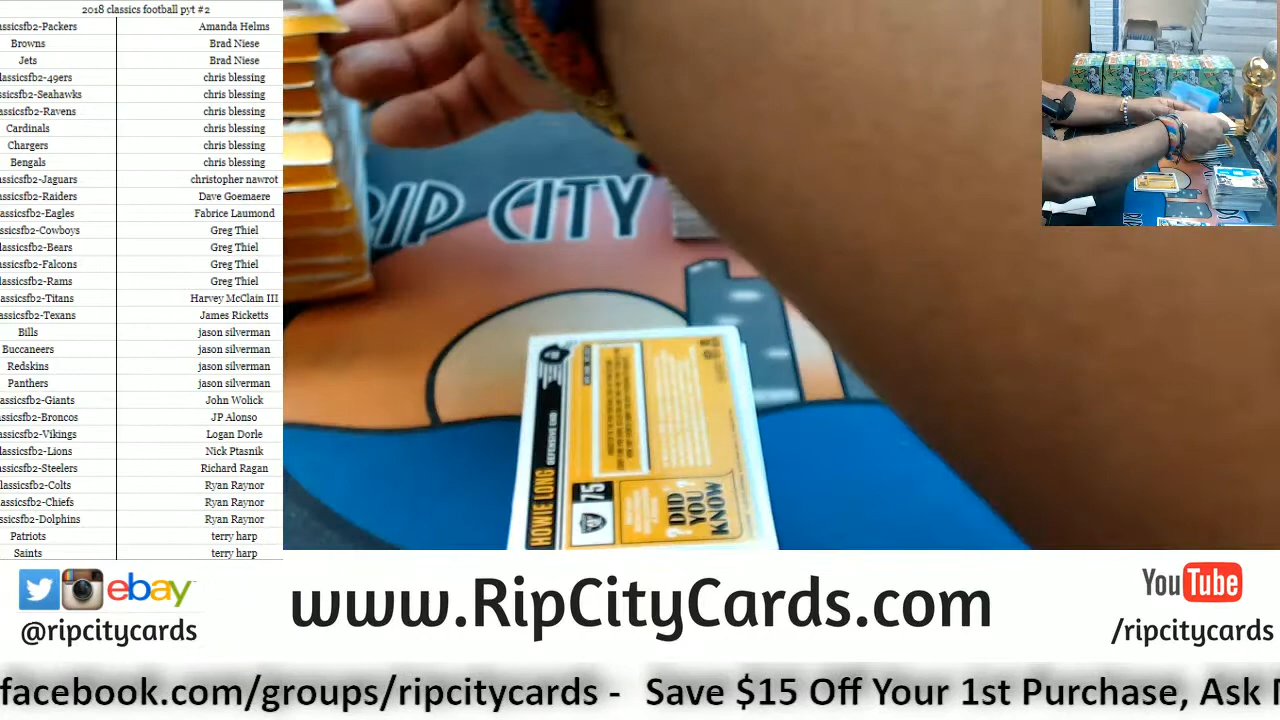 2018 classics football pyt #2
assicsfb2-Packers Amanda Helms
Browns Brad Niese
Jets Brad Niese
lassicsfb2-49ers chris blessing
ssicsfb2-Seahawks chris blessing
assicsfb2-Ravens chris blessing
Cardinals chris blessing
Chargers chris blessing
Bengals chris blessing
assicsfb2-Jaguars christopher nawrot
assicsfb2-Raiders Dave Goemaere
assicsfb2-Eagles Fabrice Laumond
ssicsfb2-Cowboys Greg Thiel
lassicsfb2-Bears Greg Thiel
assicsfb2-Falcons Greg Thiel
lassicsfb2-Rams Greg Thiel
lassicsfb2-Titans Harvey McClain III
assicsfb2-Texans James Ricketts
Bills jason silverman
Buccaneers jason silverman
Redskins jason silverman
Panthers jason silverman
lassicsfb2-Giants John Wolick
assicsfb2-Broncos JP Alonso
assicsfb2-Vikings Logan Dorle
lassicsfb2-Lions Nick Ptasnik
assicsfb2-Steelers Richard Ragan
lassicsfb2-Colts Ryan Raynor
lassicsfb2-Chiefs Ryan Raynor
ssicsfb2-Dolphins Ryan Raynor
Patriots terry harp
Saints terry harp
RIP CITY
HOWIE LONG DEFENSIVE END
75
DID YOU KNOW
ebay
@ripcitycards
www.RipCityCards.com
YouTube
/ripcitycards
facebook.com/groups/ripcitycards - Save $15 Off Your 1st Purchase, Ask